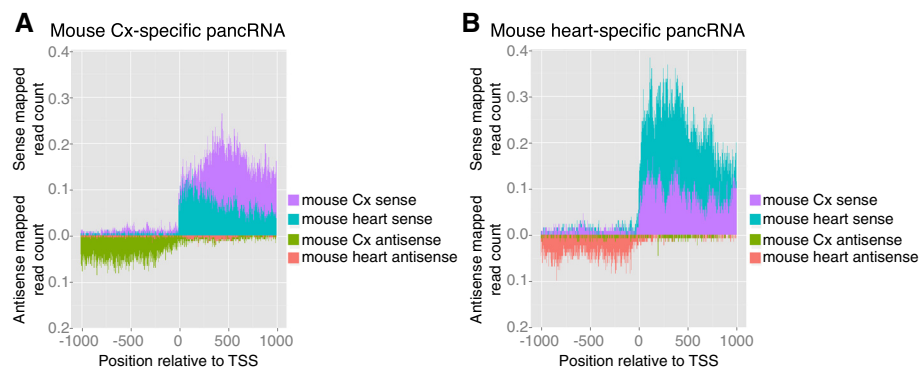 A Mouse Cx-specific pancRNA
Sense mapped
read count
Antisense mapped
read count
0.4
0.3
0.2
0.1
0.0
0.1
0.2
-1000 -500 0 500 1000
Position relative to TSS
mouse Cx sense
mouse heart sense
mouse Cx antisense
mouse heart antisense
B Mouse heart-specific pancRNA
Sense mapped
read count
Antisense mapped
read count
0.4
0.3
0.2
0.1
0.0
0.1
0.2
-1000 -500 0 500 1000
Position relative to TSS
mouse Cx sense
mouse heart sense
mouse Cx antisense
mouse heart antisense